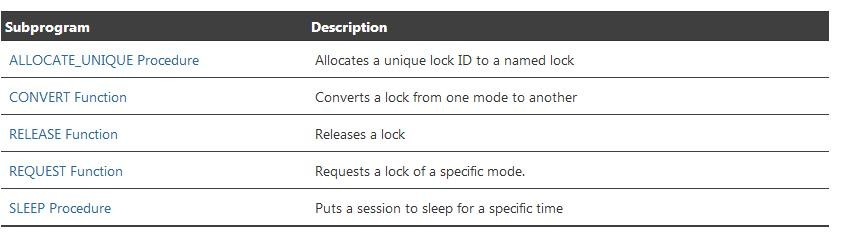 Subprogram Description
ALLOCATE_UNIQUE Procedure Allocates a unique lock ID to a named lock
CONVERT Function Converts a lock from one mode to another
RELEASE Function Releases a lock
REQUEST Function Requests a lock of a specific mode.
SLEEP Procedure Puts a session to sleep for a specific time